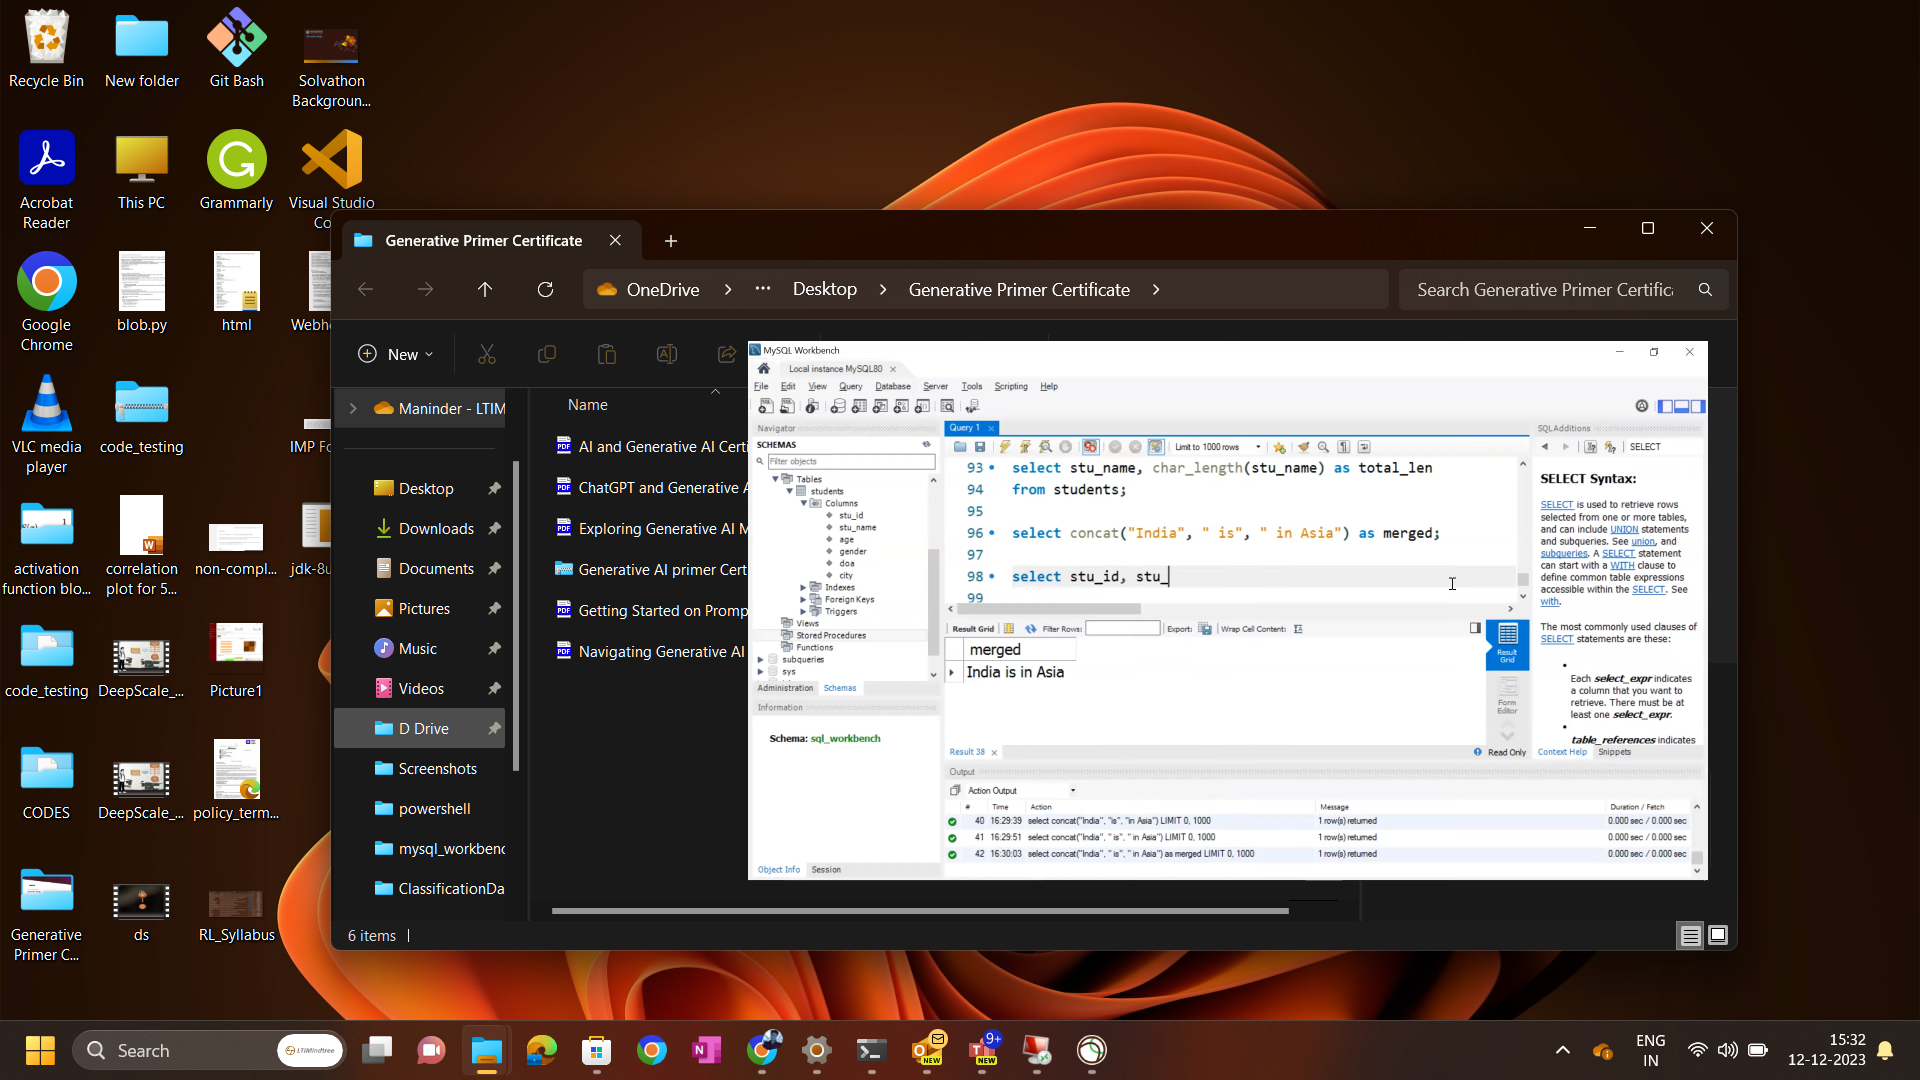 Recycle Bin
New folder
Git Bash
Solvathon
Backgroun...
Acrobat
Reader
This PC
Grammarly
Visual Studio
Co
Google
Chrome
blob.py
html
Webh
VLC media
player
code_testing
IMP Fo
activation
function blo...
correlation
plot for 5...
non-compl...
jdk-8u
code_testing
DeepScale_...
Picture1
CODES
DeepScale_...
policy_term...
Generative
Primer C...
ds
RL_Syllabus
Generative Primer Certificate
OneDrive
Desktop
Generative Primer Certificate
Search Generative Primer Certific
New
Maninder - LTIM
Desktop
Downloads
Documents
Pictures
Music
Videos
D Drive
Screenshots
powershell
mysql_workben
ClassificationDa
Name
AI and Generative AI Certi
ChatGPT and Generative A
Exploring Generative AI M
Generative AI primer Cert
Getting Started on Promp
Navigating Generative AI
6 items
MySQL Workbench
Local instance MySQL80
File Edit View Query Database Server Tools Scripting Help
Navigator
SCHEMAS
Filter objects
Tables
students
Columns
stu_id
stu_name
age
gender
doa
city
Indexes
Foreign Keys
Triggers
Views
Stored Procedures
Functions
subqueries
sys
Administration Schemas
Information
Schema: sql_workbench
Object Info Session
Query 1
Limit to 1000 rows
93 select stu_name, char_length(stu_name) as total_len
94 from students;
95
96 select concat("India", " is", " in Asia") as merged;
97
98 select stu_id, stu_
99
Result Grid Filter Rows: Export: Wrap Cell Content:
merged
India is in Asia
Result
Grid
Form
Editor
Result 38
Read Only
SQLAdditions
SELECT
SELECT Syntax:
SELECT is used to retrieve rows
selected from one or more tables,
and can include UNION statements
and subqueries. See union, and
subqueries. A SELECT statement
can start with a WITH clause to
define common table expressions
accessible within the SELECT. See
with.
The most commonly used clauses of
SELECT statements are these:
Each select_expr indicates
a column that you want to
retrieve. There must be at
least one select_expr.
table_references indicates
Context Help Snippets
Output
Action Output
# Time Action Message Duration / Fetch
40 16:29:39 select concat("India", "is", "in Asia") LIMIT 0, 1000 1 row(s) returned 0.000 sec / 0.000 sec
41 16:29:51 select concat("India", " is", " in Asia") LIMIT 0, 1000 1 row(s) returned 0.000 sec / 0.000 sec
42 16:30:03 select concat("India", " is", " in Asia") as merged LIMIT 0, 1000 1 row(s) returned 0.000 sec / 0.000 sec
Search
LTIMindtree
NEW
9+
NEW
ENG
IN
15:32
12-12-2023